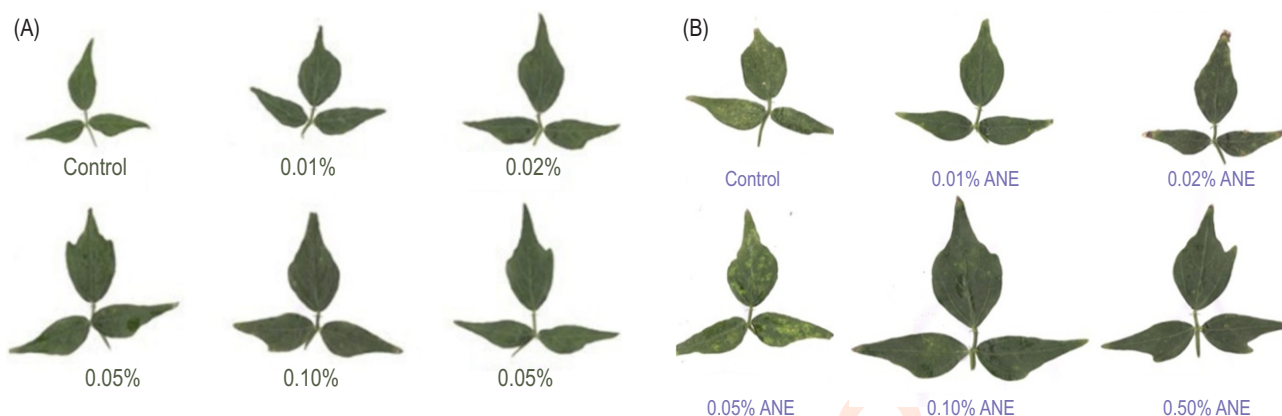 (A)
Control
0.01%
0.02%
0.05%
0.10%
0.05%
(B)
Control
0.01% ANE
0.02% ANE
0.05% ANE
0.10% ANE
0.50% ANE